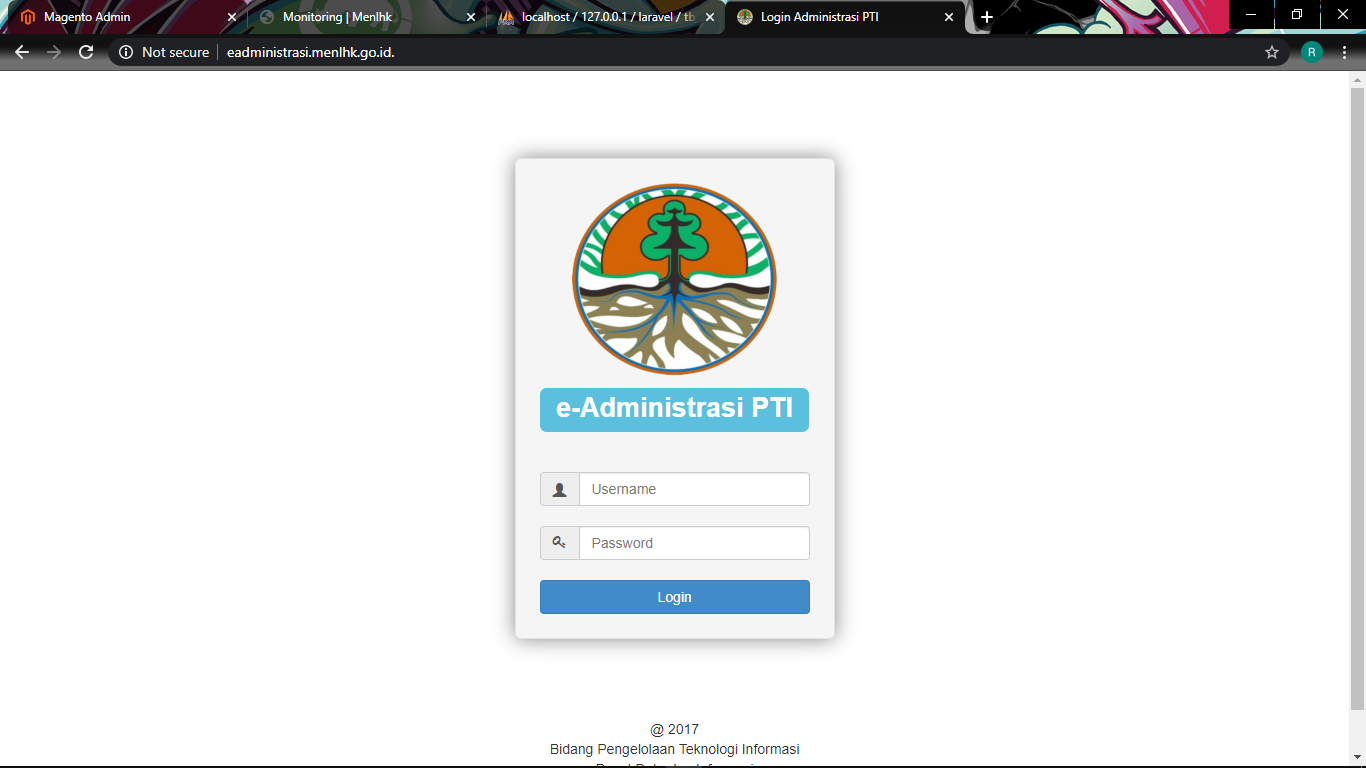 Magento Admin
Monitoring | Menlhk
localhost / 127.0.0.1 / laravel / tb
Login Administrasi PTI
Not secure
eadministrasi.menlhk.go.id.
R
e-Administrasi PTI
Username
Password
Login
@ 2017
Bidang Pengelolaan Teknologi Informasi